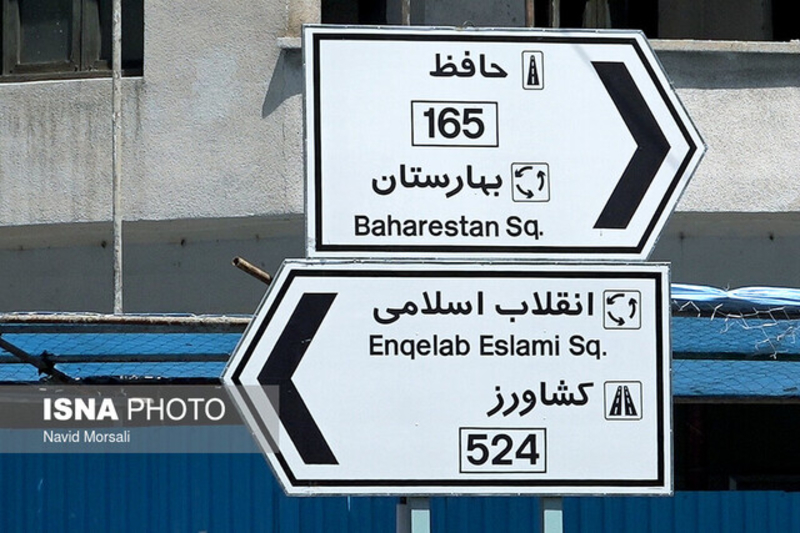 حافظ
165
بهارستان
Baharestan Sq.
انقلاب اسلامی
Enqelab Eslami Sq.
کشاورز
524
ISNA PHOTO
Navid Morsali